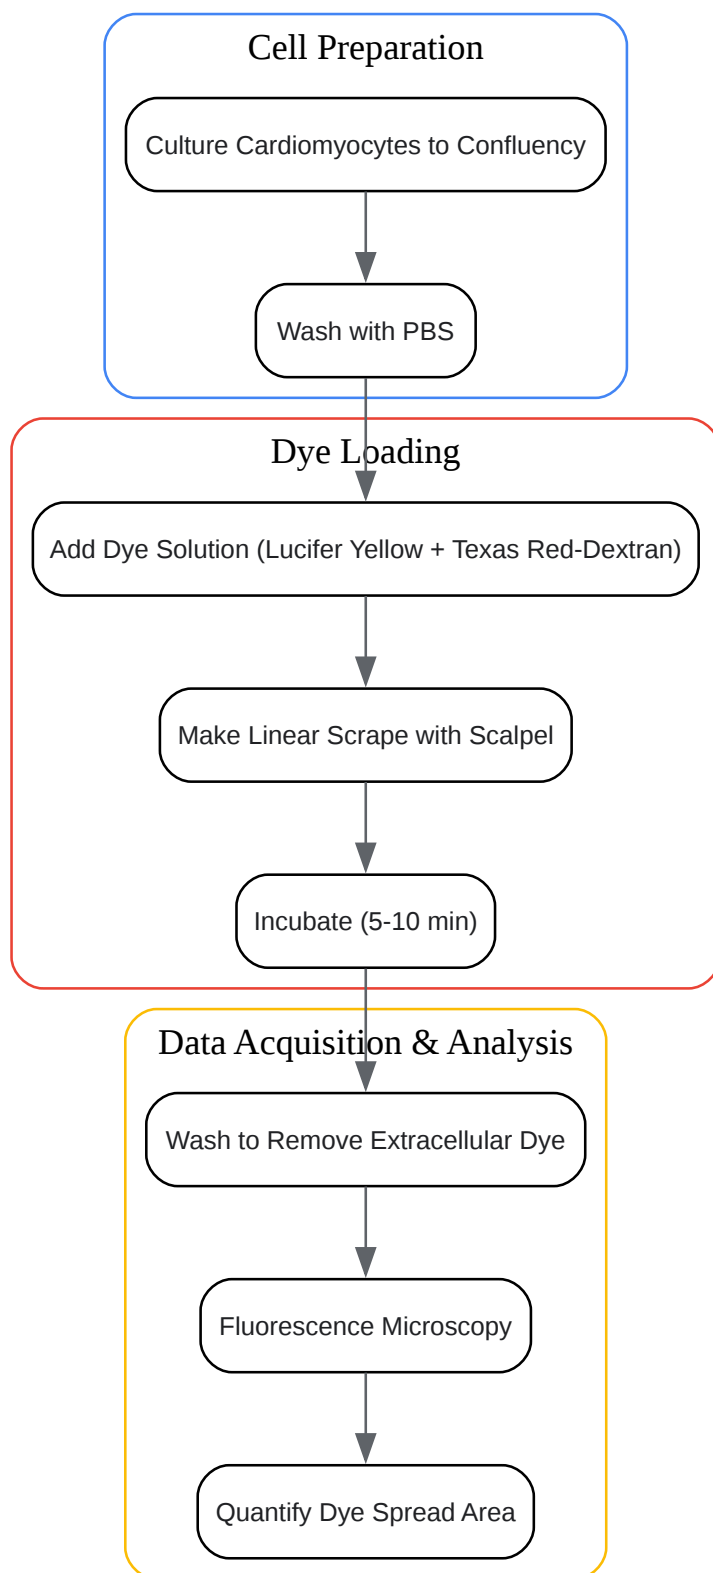 Cell Preparation
Culture Cardiomyocytes to Confluency
Wash with PBS
Dye Loading
Add Dye Solution (Lucifer Yellow + Texas Red-Dextran)
Make Linear Scrape with Scalpel
Incubate (5-10 min)
Data Acquisition & Analysis
Wash to Remove Extracellular Dye
Fluorescence Microscopy
Quantify Dye Spread Area